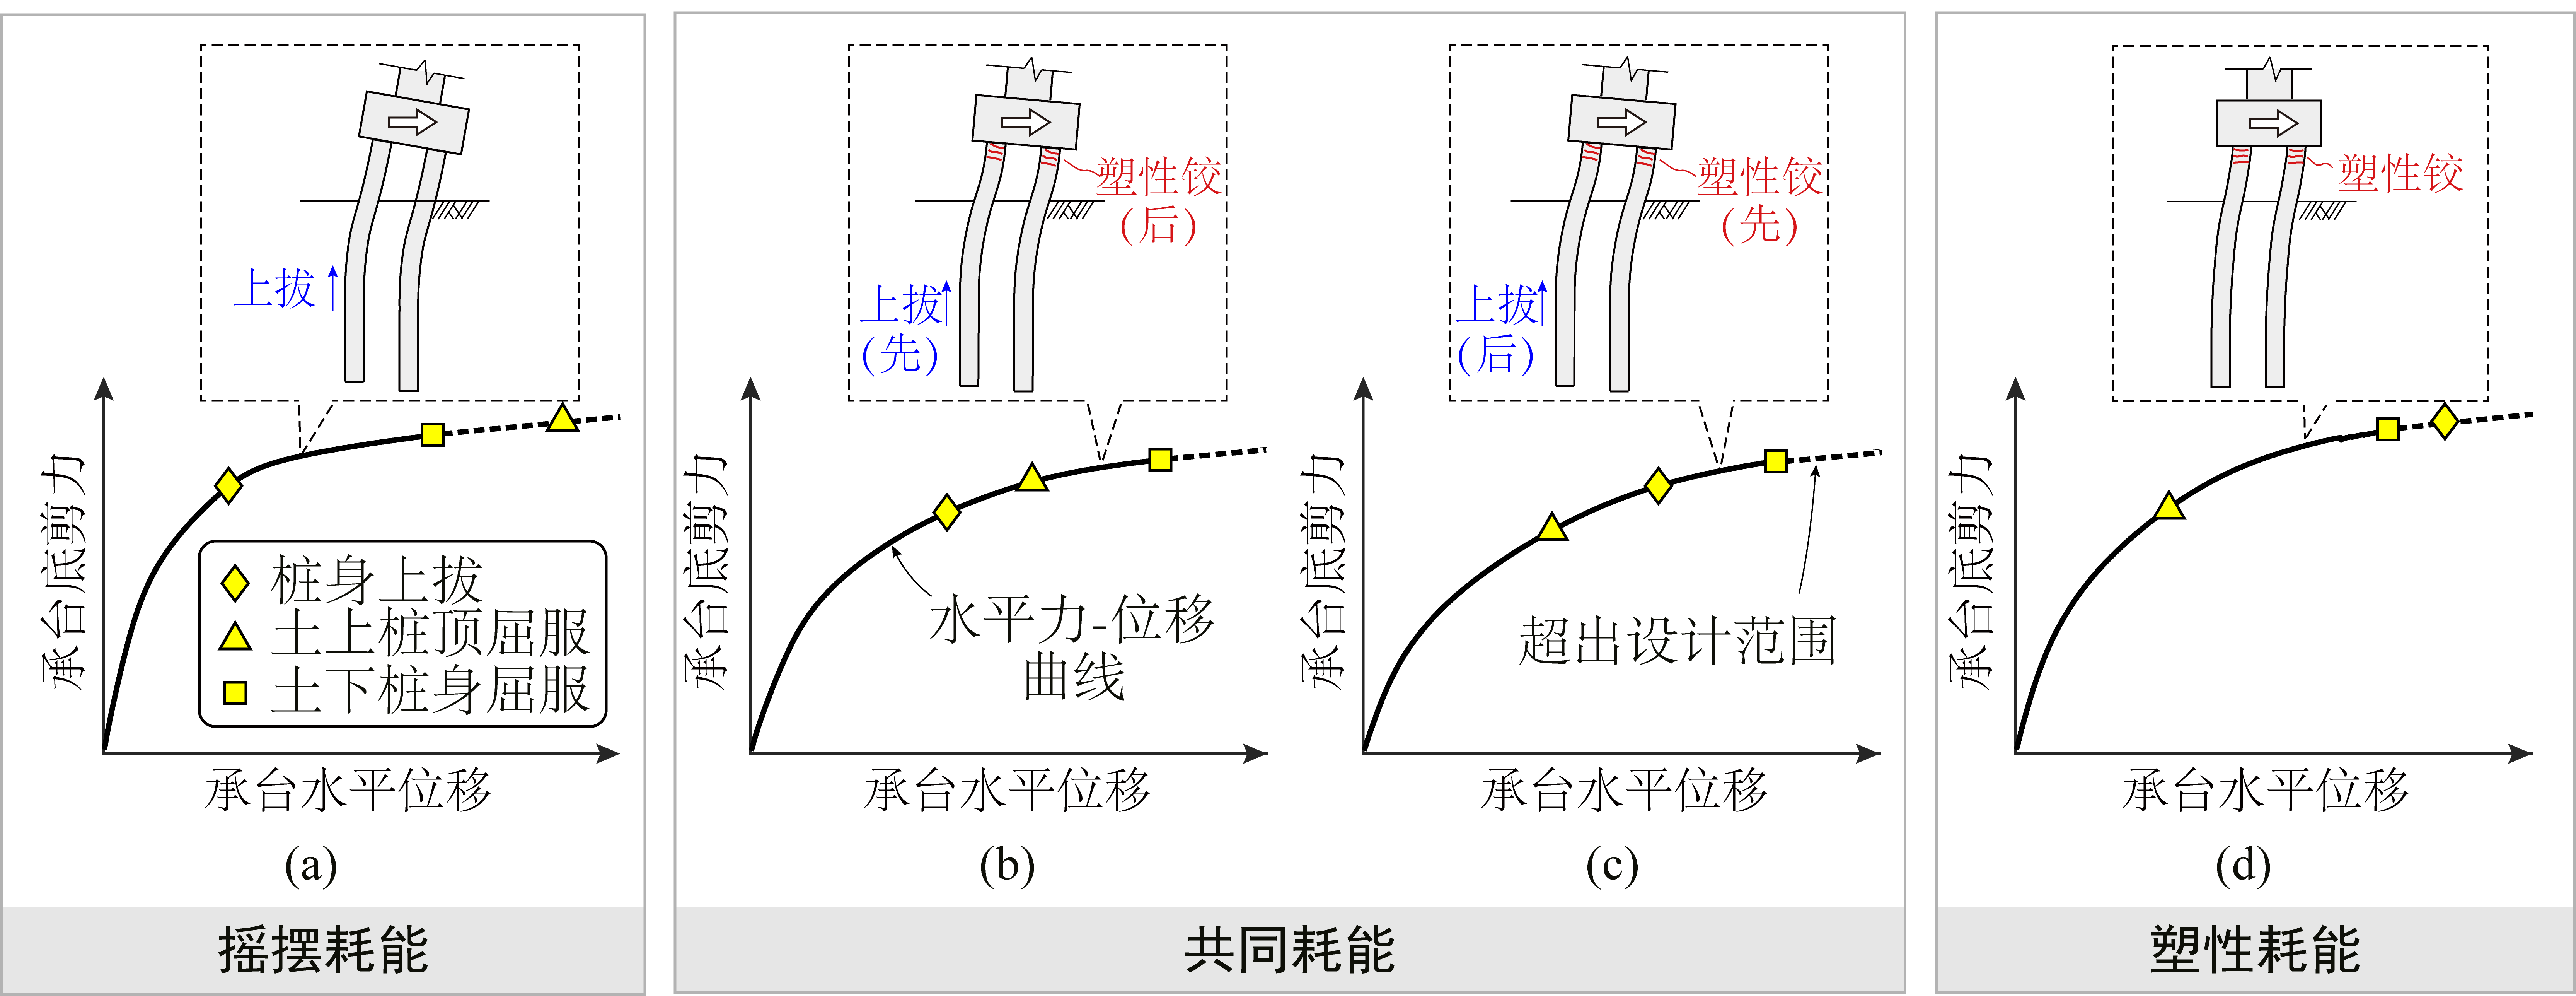 上拔
承台底剪力
桩身上拔
土上桩顶屈服
土下桩身屈服
承台水平位移
(a)
摇摆耗能
塑性铰
(后)
上拔
(先)
承台底剪力
水平力-位移
曲线
承台水平位移
(b)
塑性铰
(先)
上拔
(后)
承台底剪力
超出设计范围
承台水平位移
(c)
共同耗能
塑性铰
承台底剪力
承台水平位移
(d)
塑性耗能